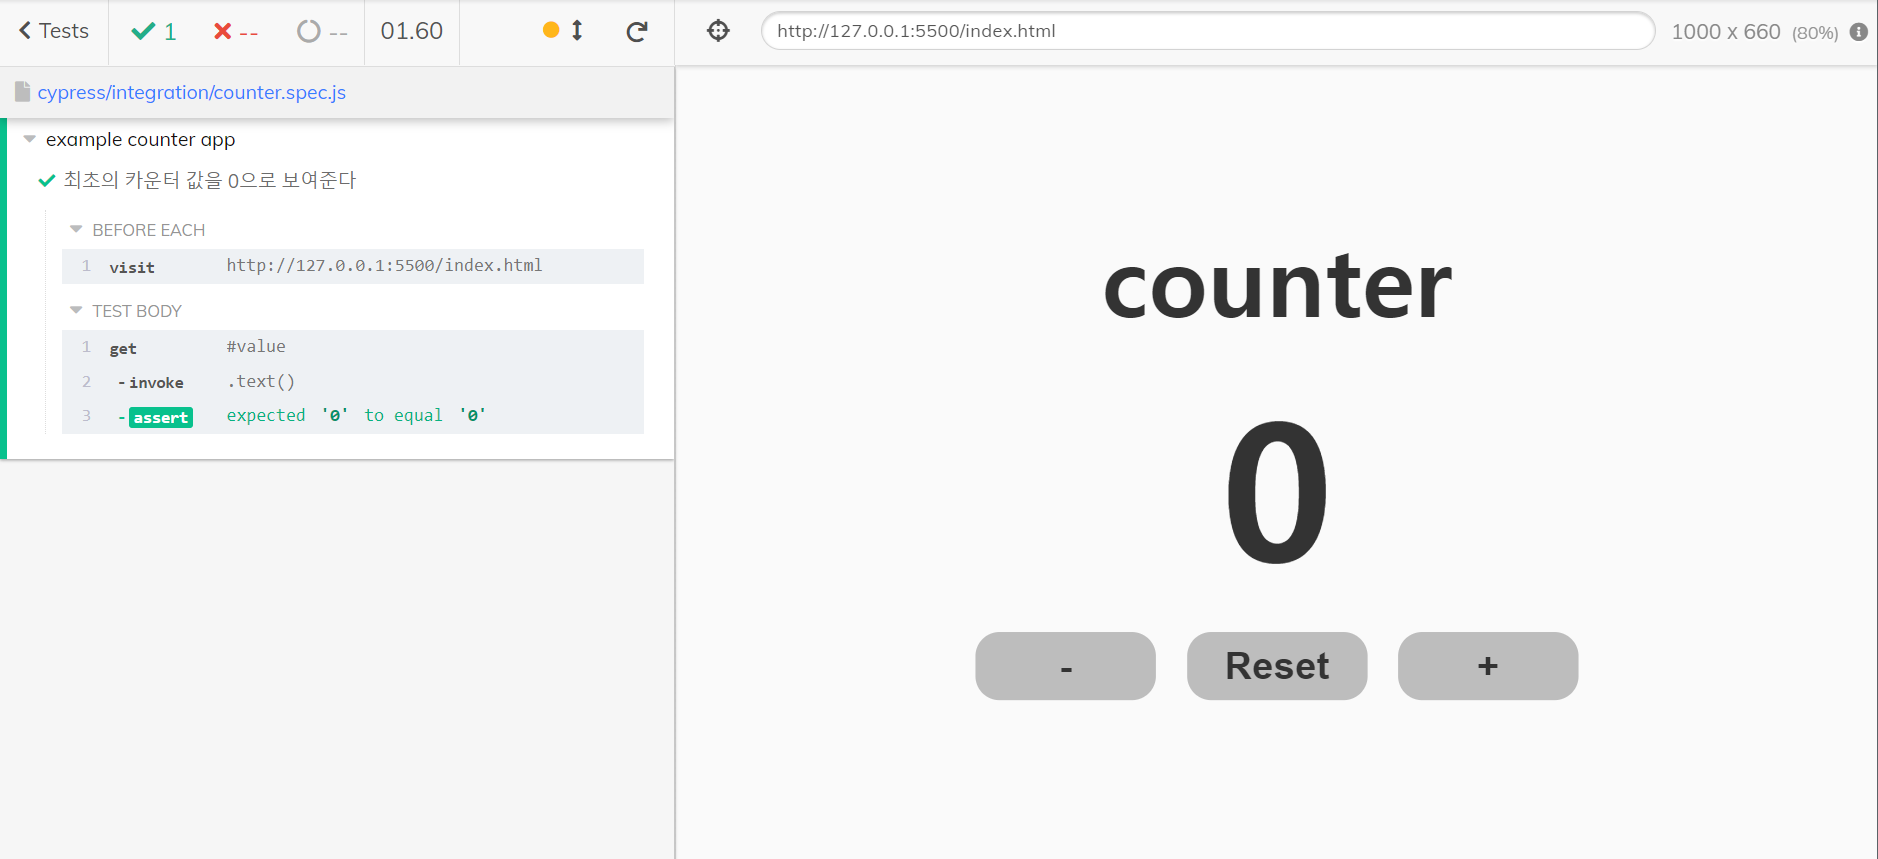 Tests 1 -- -- 01.60
http://127.0.0.1:5500/index.html 1000 x 660 (80%)
cypress/integration/counter.spec.js
example counter app
최초의 카운터 값을 0으로 보여준다
BEFORE EACH
1 visit http://127.0.0.1:5500/index.html
TEST BODY
1 get #value
2 -invoke .text()
3 -assert expected '0' to equal '0'
counter
0
- Reset +